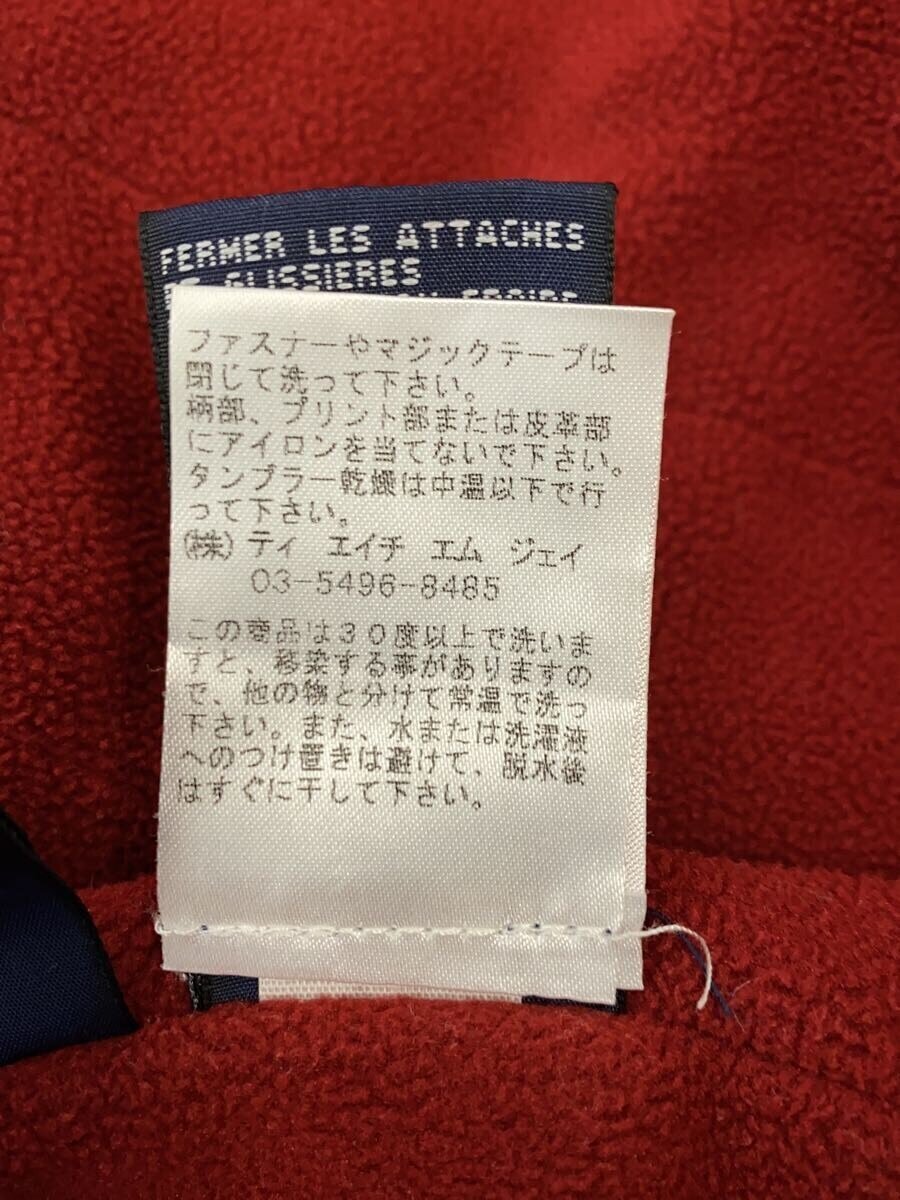 FERMER LES ATTACHES
GLISSIERES
ファスナーやマジックテープは
閉じて洗って下さい。
柄部、プリント部または皮革部
にアイロンを当てないで下さい。
タンブラー乾燥は中温以下で行
って下さい。
(株) ティ エイチ エム ジェイ
03-5496-8485
この商品は30度以上で洗いま
すと、移染する事がありますの
で、他の物と分けて常温で洗っ
下さい。また、水または洗濯液
へのつけ置きは避けて、脱水後
はすぐに干して下さい。